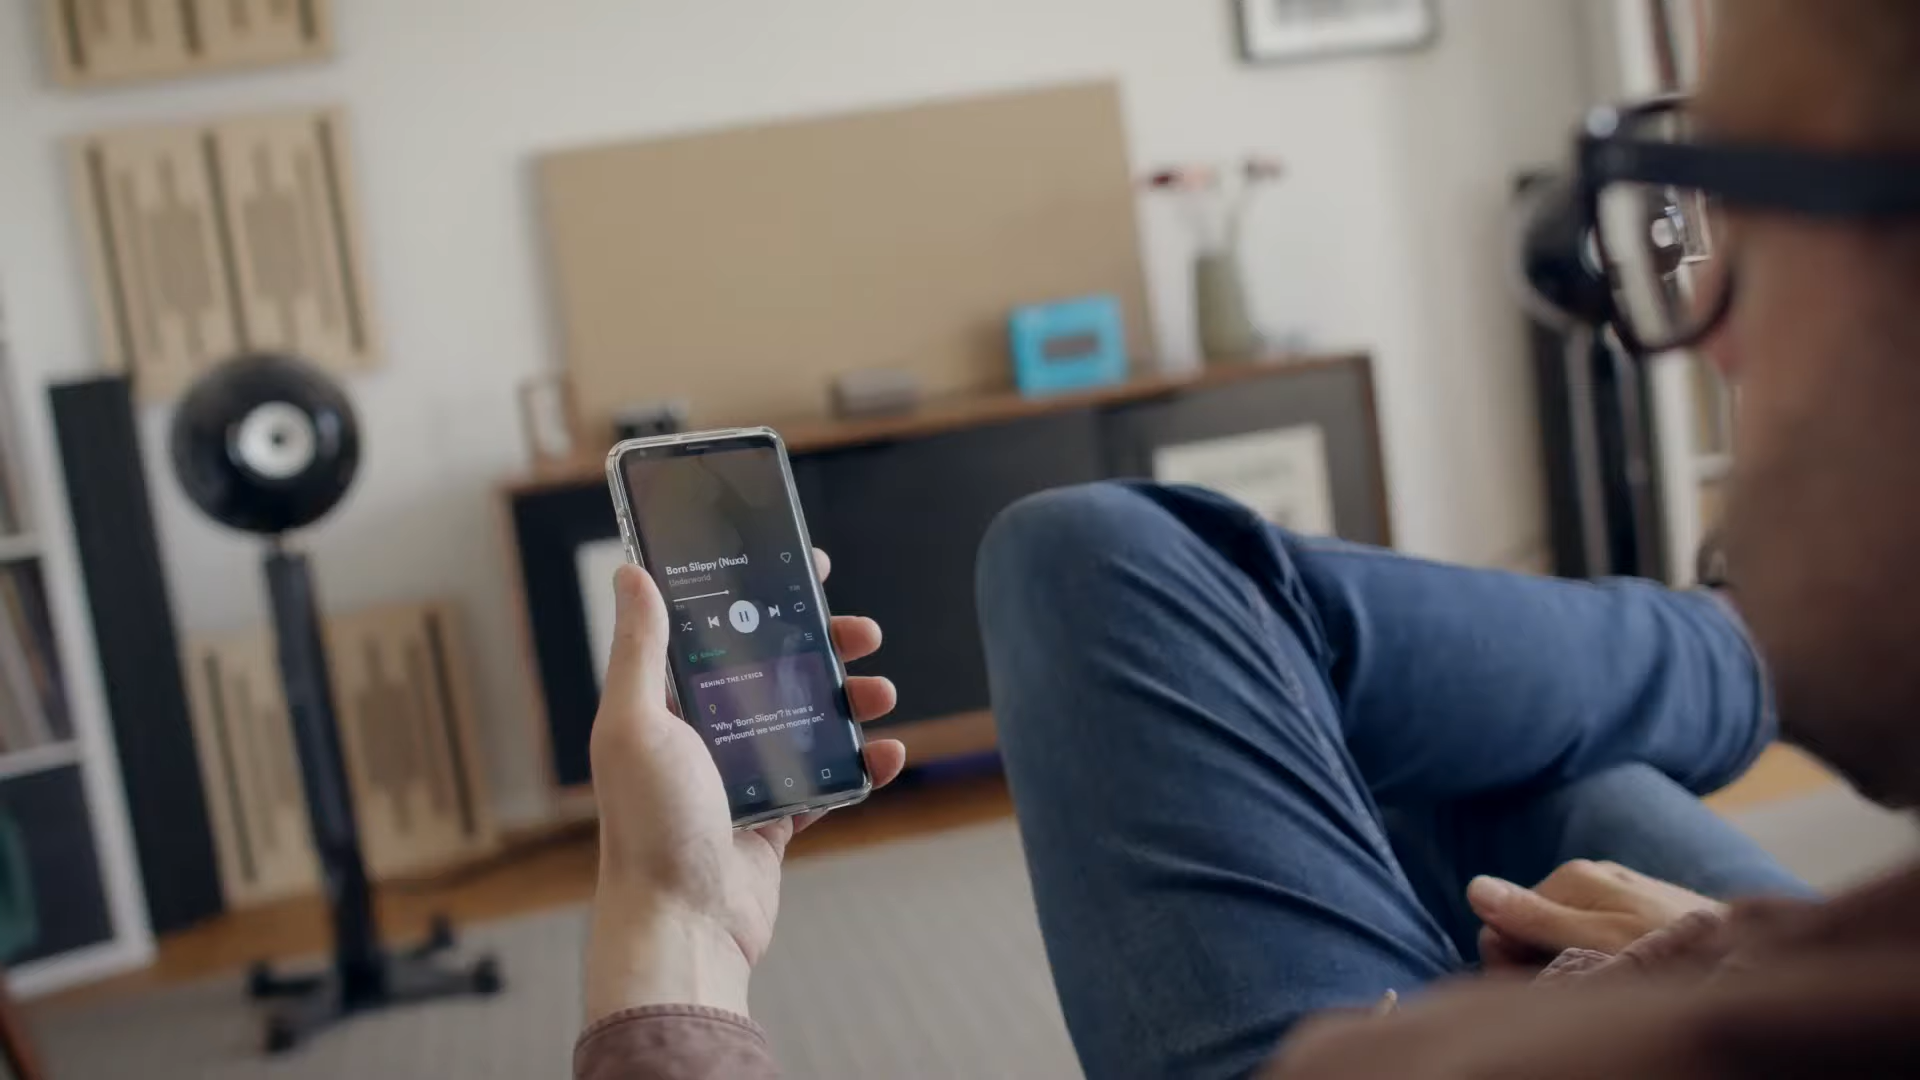 Born Slippy (Nuxx)
Underworld
BEHIND THE LYRICS
"Why 'Born Slippy'? It was a
greyhound we won money on."